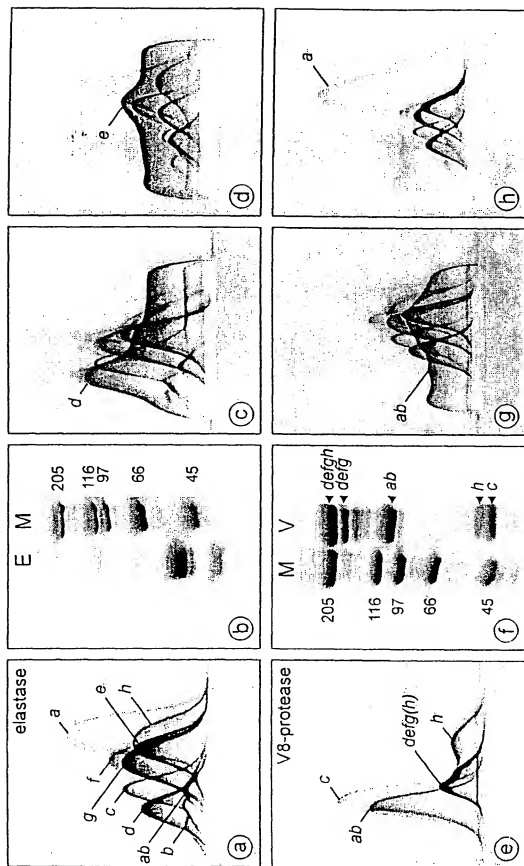 elastase
a
e
h
f
g
c
d
ab
b
a
E M
205
116
97
66
45
b
d
c
e
d
V8-protease
c
ab
defg(h)
h
e
M V
205
116
97
66
45
defgh
defg
ab
h
c
f
ab
g
a
h